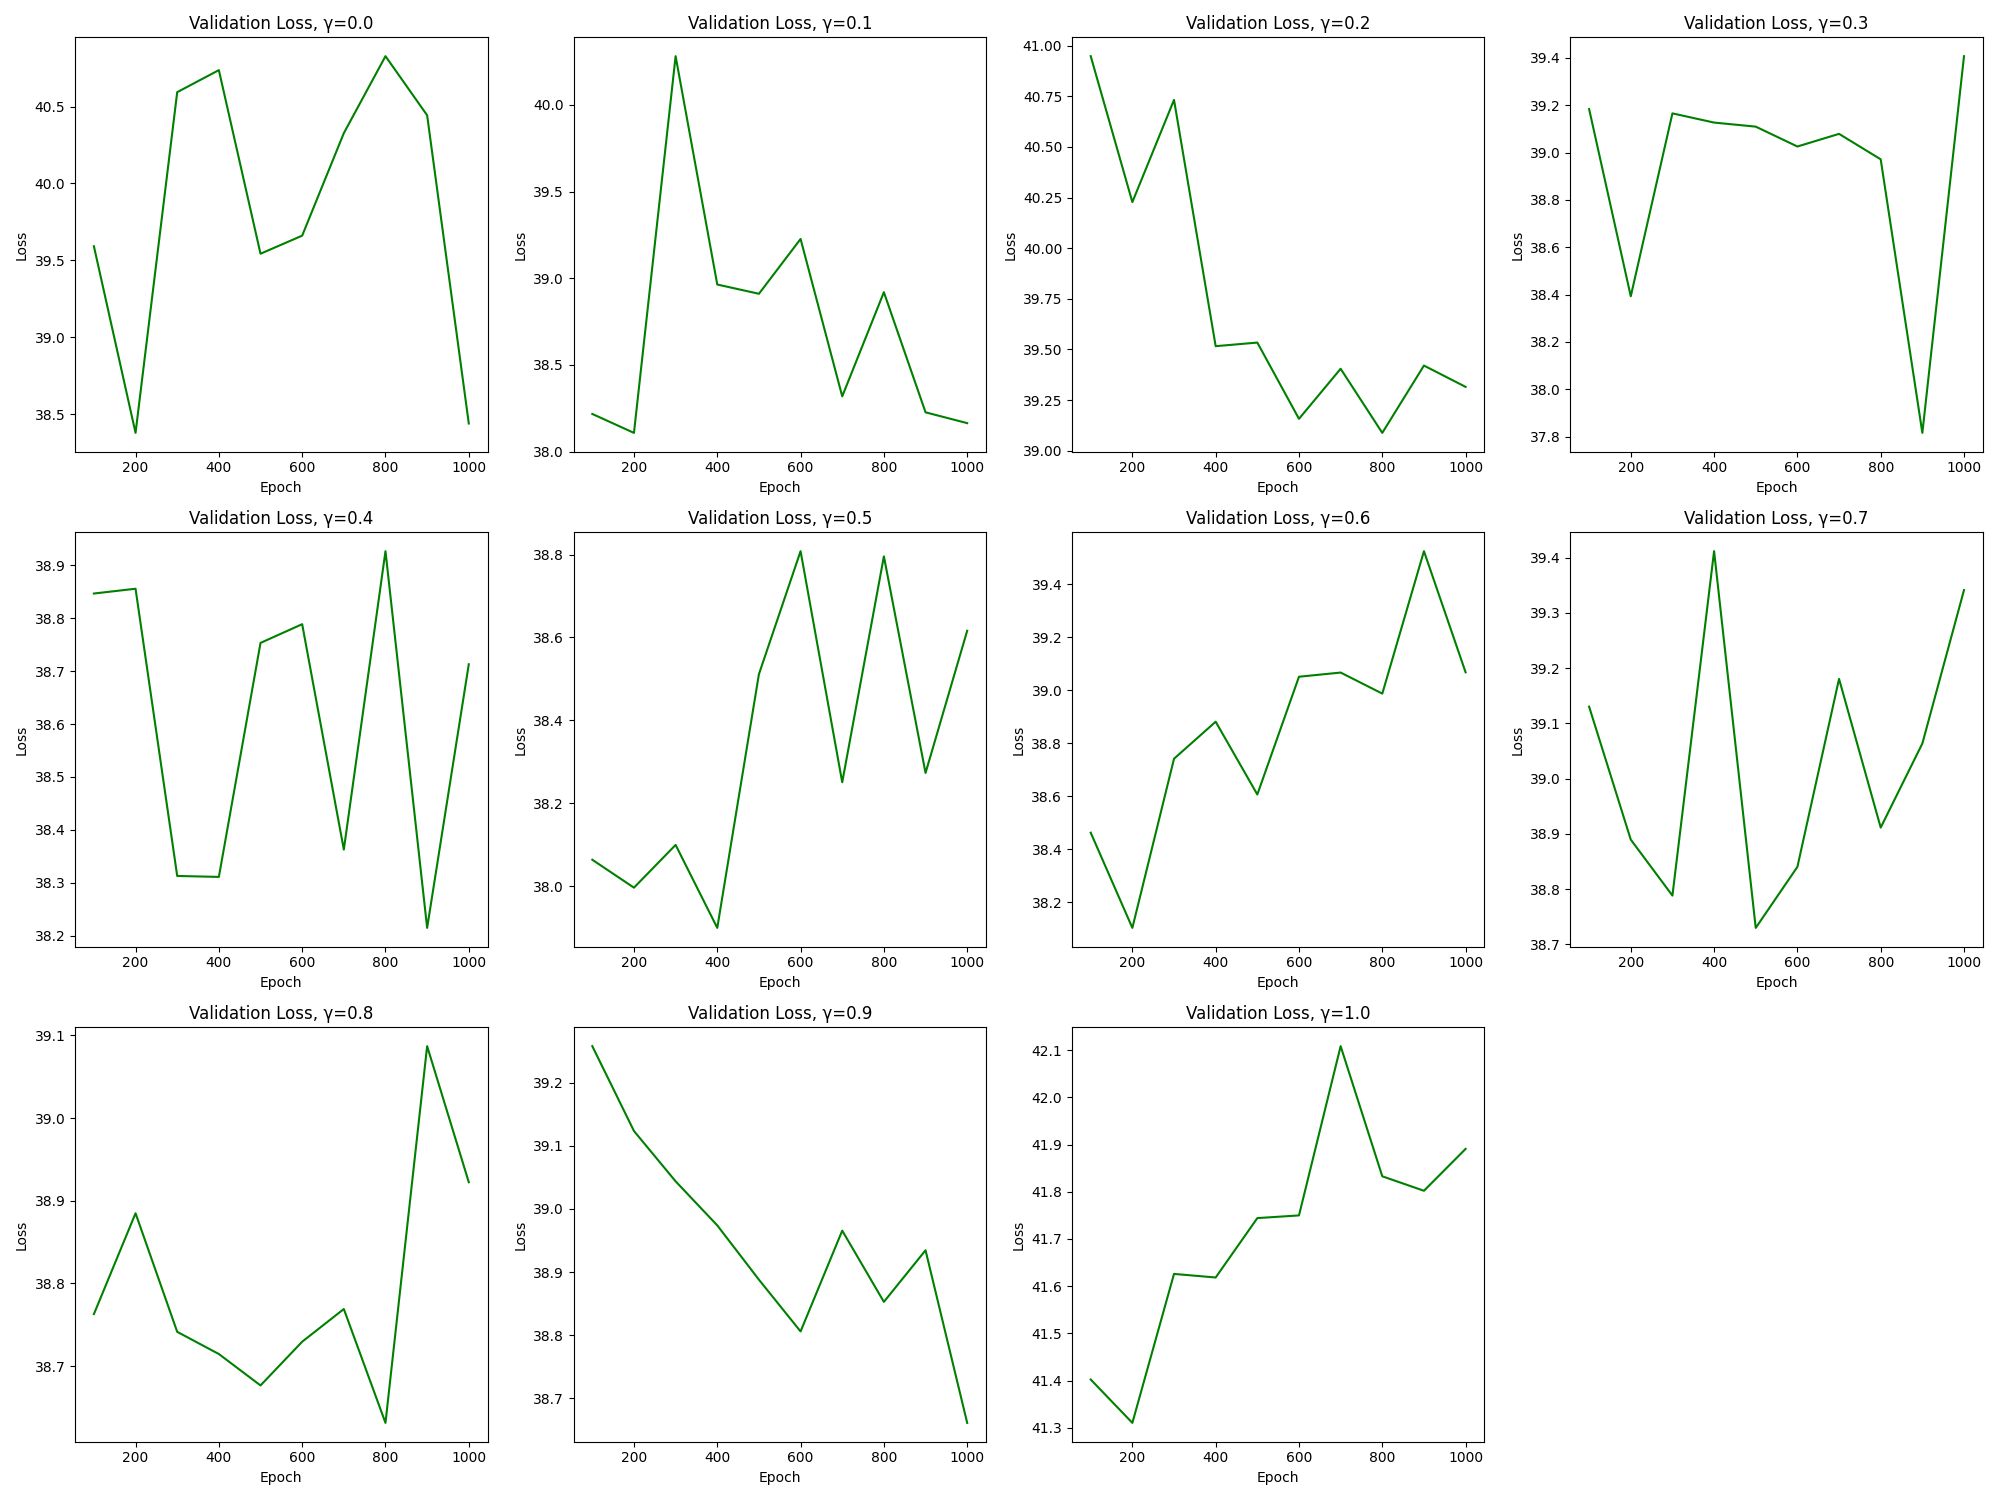 Validation Loss, γ=0.0
40.5
40.0
39.5
39.0
38.5
Loss
200 400 600 800 1000
Epoch
Validation Loss, γ=0.1
40.0
39.5
39.0
38.5
38.0
Loss
200 400 600 800 1000
Epoch
Validation Loss, γ=0.2
41.00
40.75
40.50
40.25
40.00
39.75
39.50
39.25
39.00
Loss
200 400 600 800 1000
Epoch
Validation Loss, γ=0.3
39.4
39.2
39.0
38.8
38.6
38.4
38.2
38.0
37.8
Loss
200 400 600 800 1000
Epoch
Validation Loss, γ=0.4
38.9
38.8
38.7
38.6
38.5
38.4
38.3
38.2
Loss
200 400 600 800 1000
Epoch
Validation Loss, γ=0.5
38.8
38.6
38.4
38.2
38.0
Loss
200 400 600 800 1000
Epoch
Validation Loss, γ=0.6
39.4
39.2
39.0
38.8
38.6
38.4
38.2
Loss
200 400 600 800 1000
Epoch
Validation Loss, γ=0.7
39.4
39.3
39.2
39.1
39.0
38.9
38.8
38.7
Loss
200 400 600 800 1000
Epoch
Validation Loss, γ=0.8
39.1
39.0
38.9
38.8
38.7
Loss
200 400 600 800 1000
Epoch
Validation Loss, γ=0.9
39.2
39.1
39.0
38.9
38.8
38.7
Loss
200 400 600 800 1000
Epoch
Validation Loss, γ=1.0
42.1
42.0
41.9
41.8
41.7
41.6
41.5
41.4
41.3
Loss
200 400 600 800 1000
Epoch